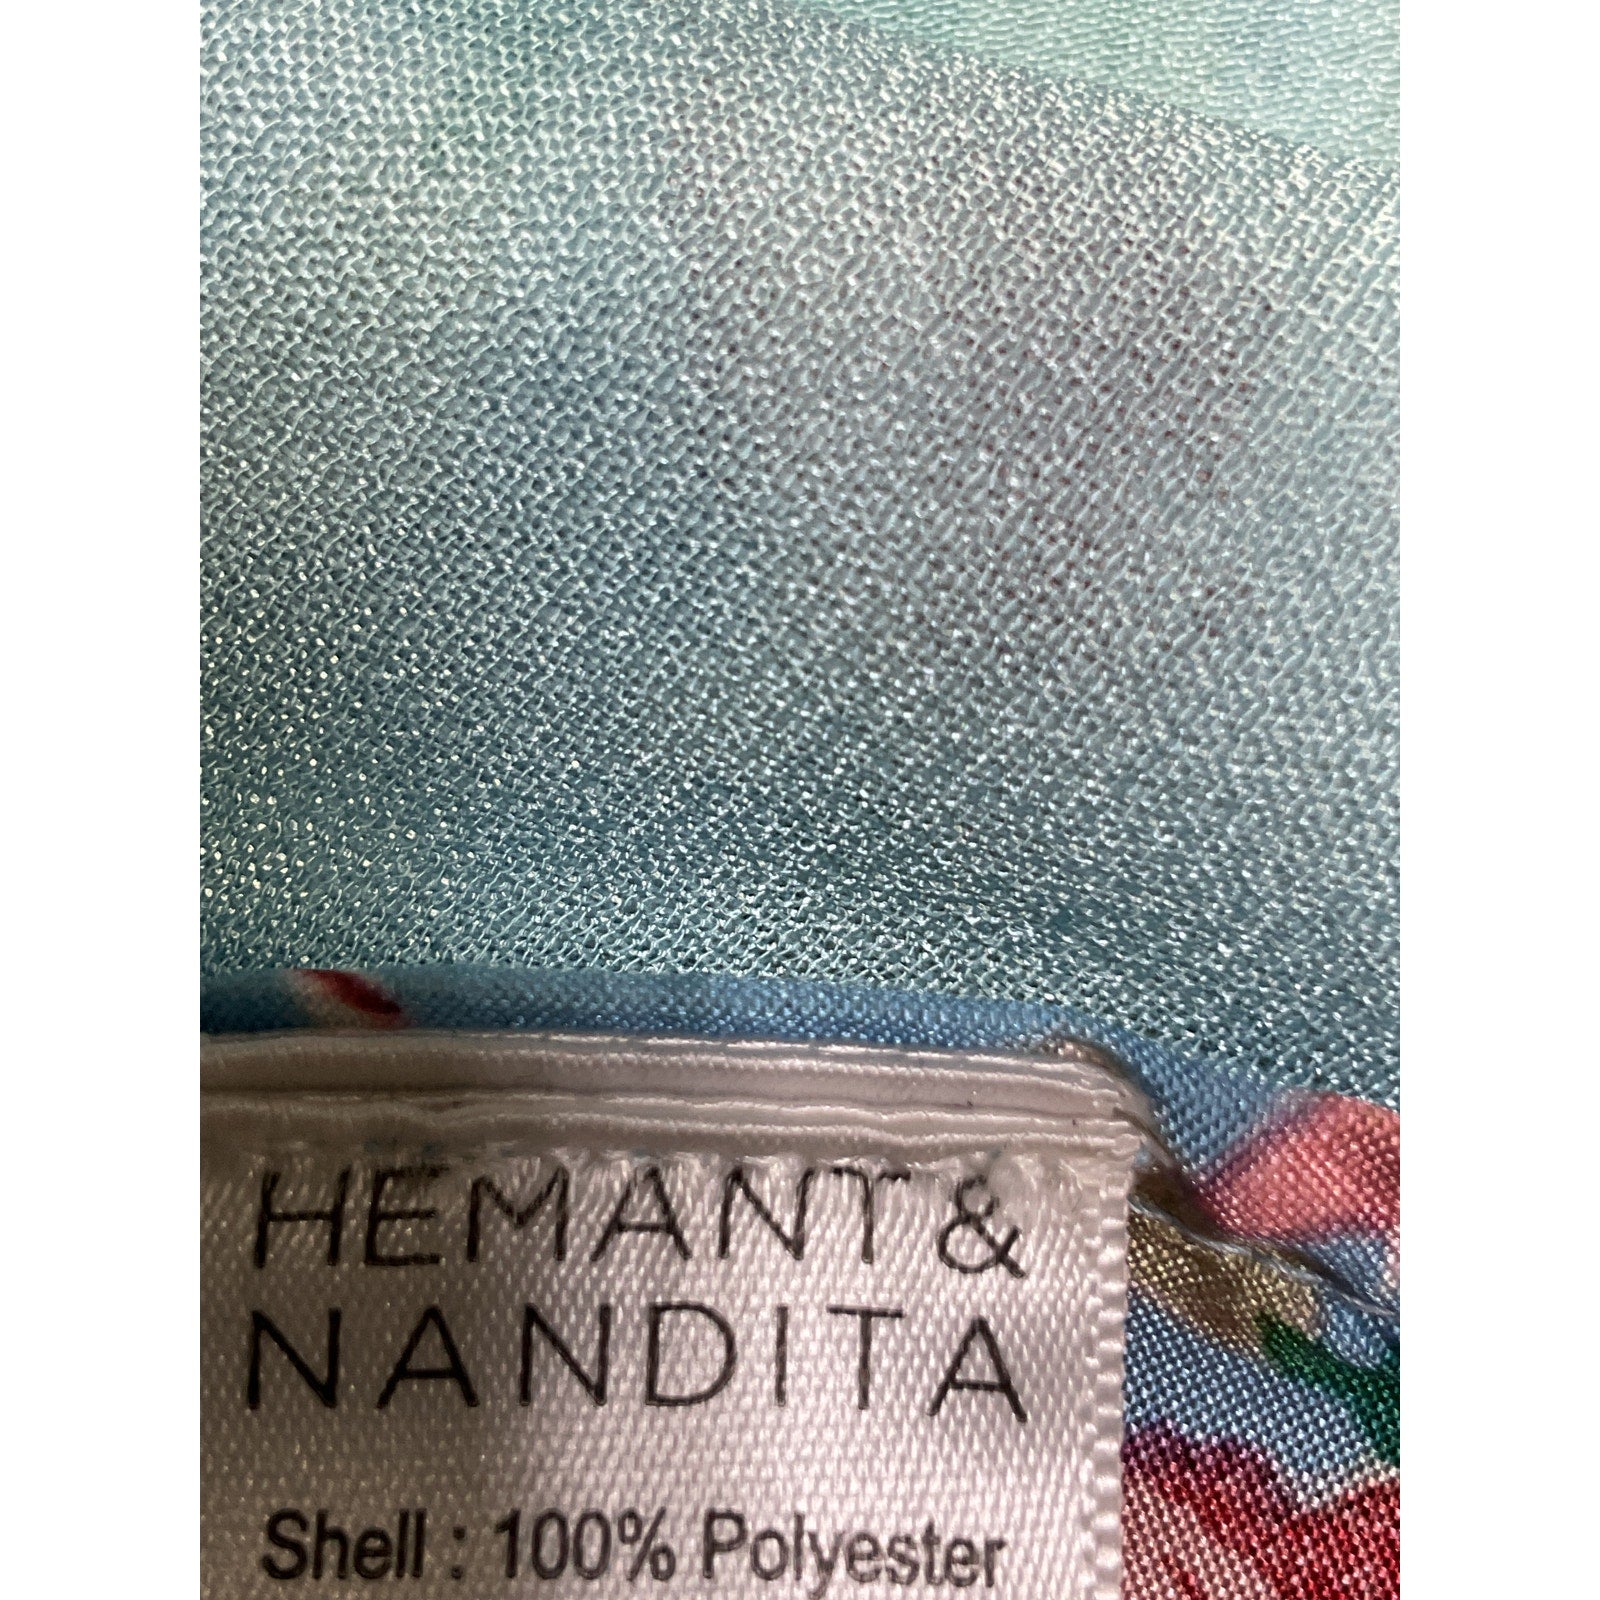 HEMANT &
NANDITA
Shell : 100% Polyester